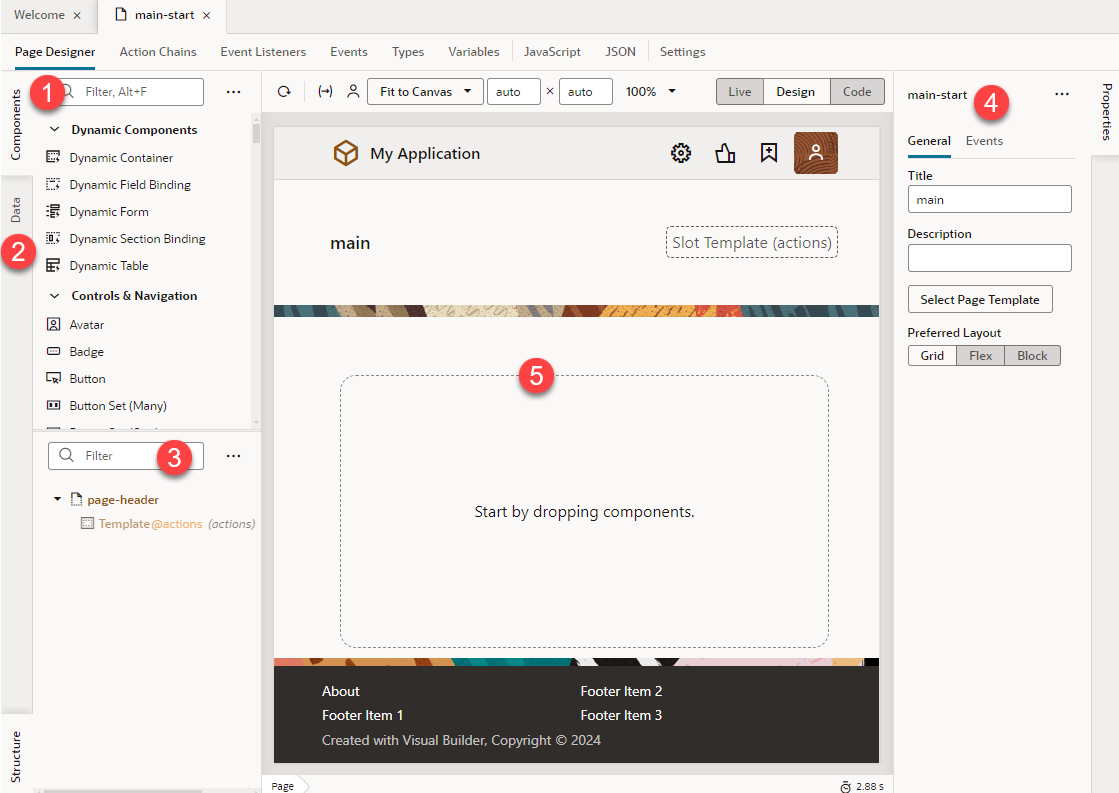 Welcome × main-start ×
Page Designer Action Chains Event Listeners Events Types Variables JavaScript JSON Settings
Components
1
Filter, Alt+F
Dynamic Components
Dynamic Container
Dynamic Field Binding
Dynamic Form
Dynamic Section Binding
Dynamic Table
Controls & Navigation
Avatar
Badge
Button
Button Set (Many)
Data
2
Filter
3
page-header
Template@actions (actions)
Structure
Fit to Canvas auto × auto 100% Live Design Code
My Application
main Slot Template (actions)
5
Start by dropping components.
About Footer Item 2
Footer Item 1 Footer Item 3
Created with Visual Builder, Copyright © 2024
Page 2.88 s
main-start
4
General Events
Title
main
Description
Select Page Template
Preferred Layout
Grid Flex Block
Properties